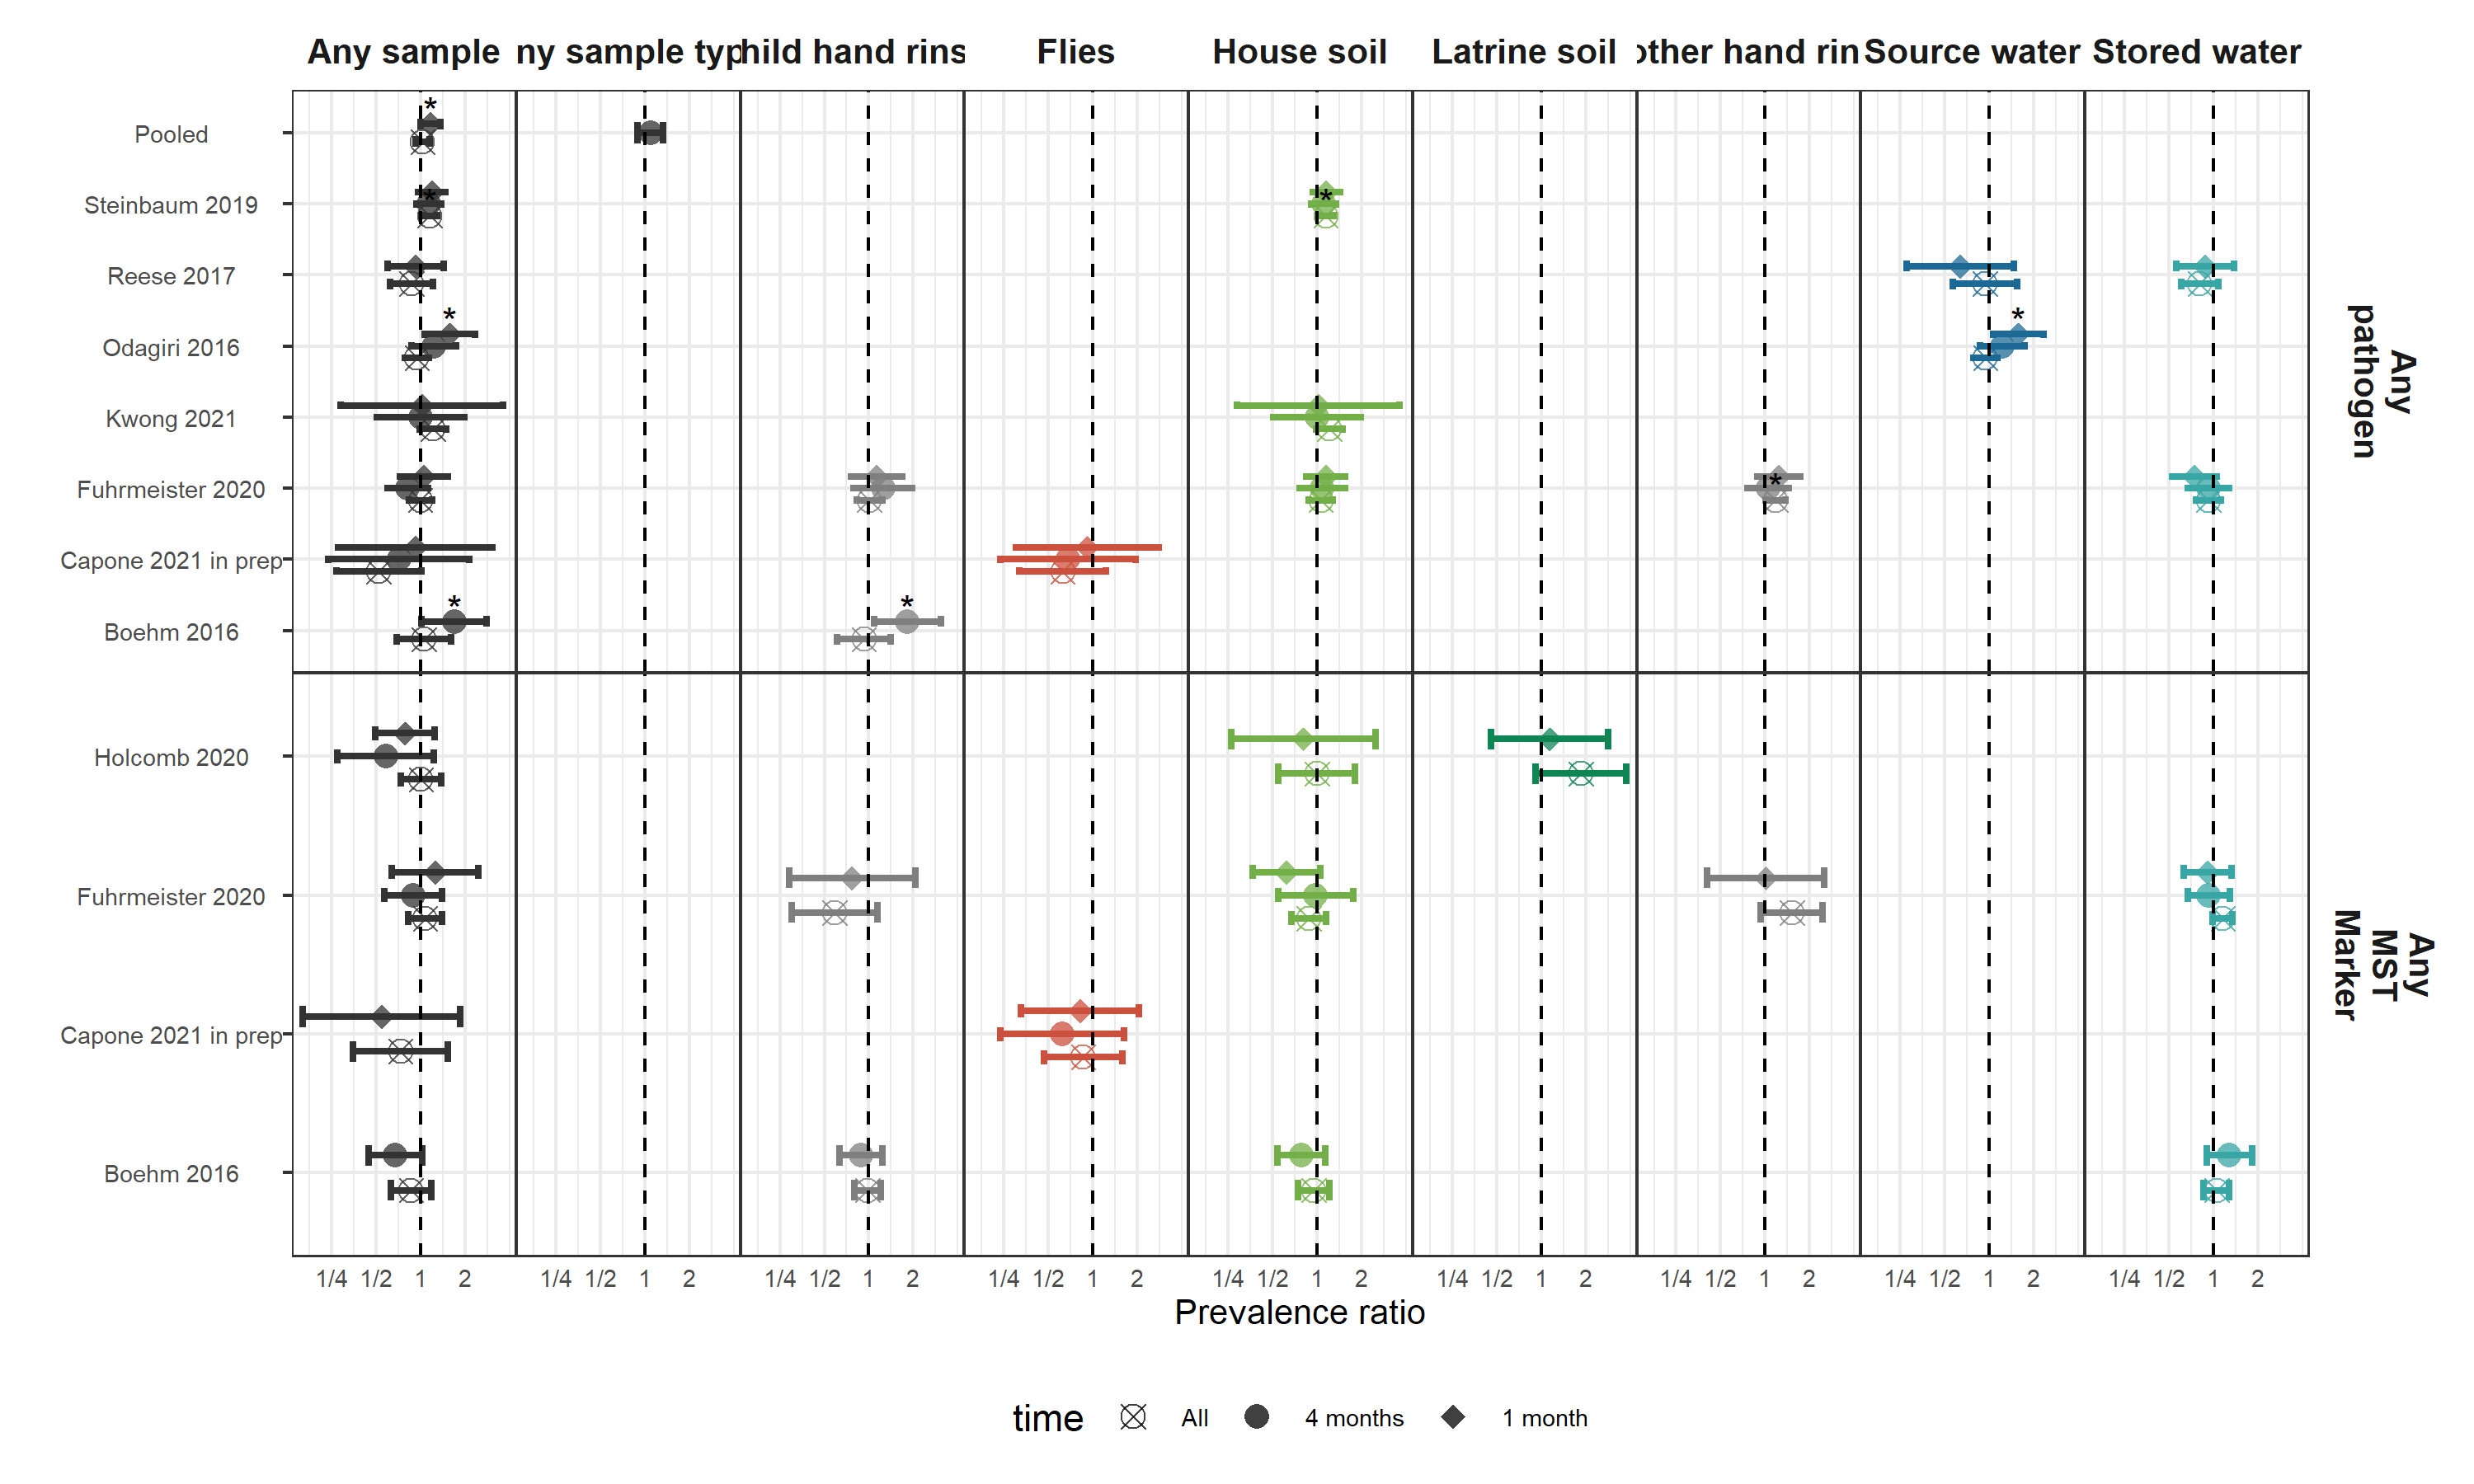 Any sample ny sample typ hild hand rins Flies House soil Latrine soil other hand rin Source water Stored water
Pooled
Steinbaum 2019
Reese 2017
Odagiri 2016
Kwong 2021
Fuhrmeister 2020
Capone 2021 in prep
Boehm 2016
Any
pathogen
Holcomb 2020
Fuhrmeister 2020
Capone 2021 in prep
Boehm 2016
Any
MST
Marker
1/4 1/2 1 2 1/4 1/2 1 2 1/4 1/2 1 2 1/4 1/2 1 2 1/4 1/2 1 2 1/4 1/2 1 2 1/4 1/2 1 2 1/4 1/2 1 2 1/4 1/2 1 2
Prevalence ratio
time All 4 months 1 month